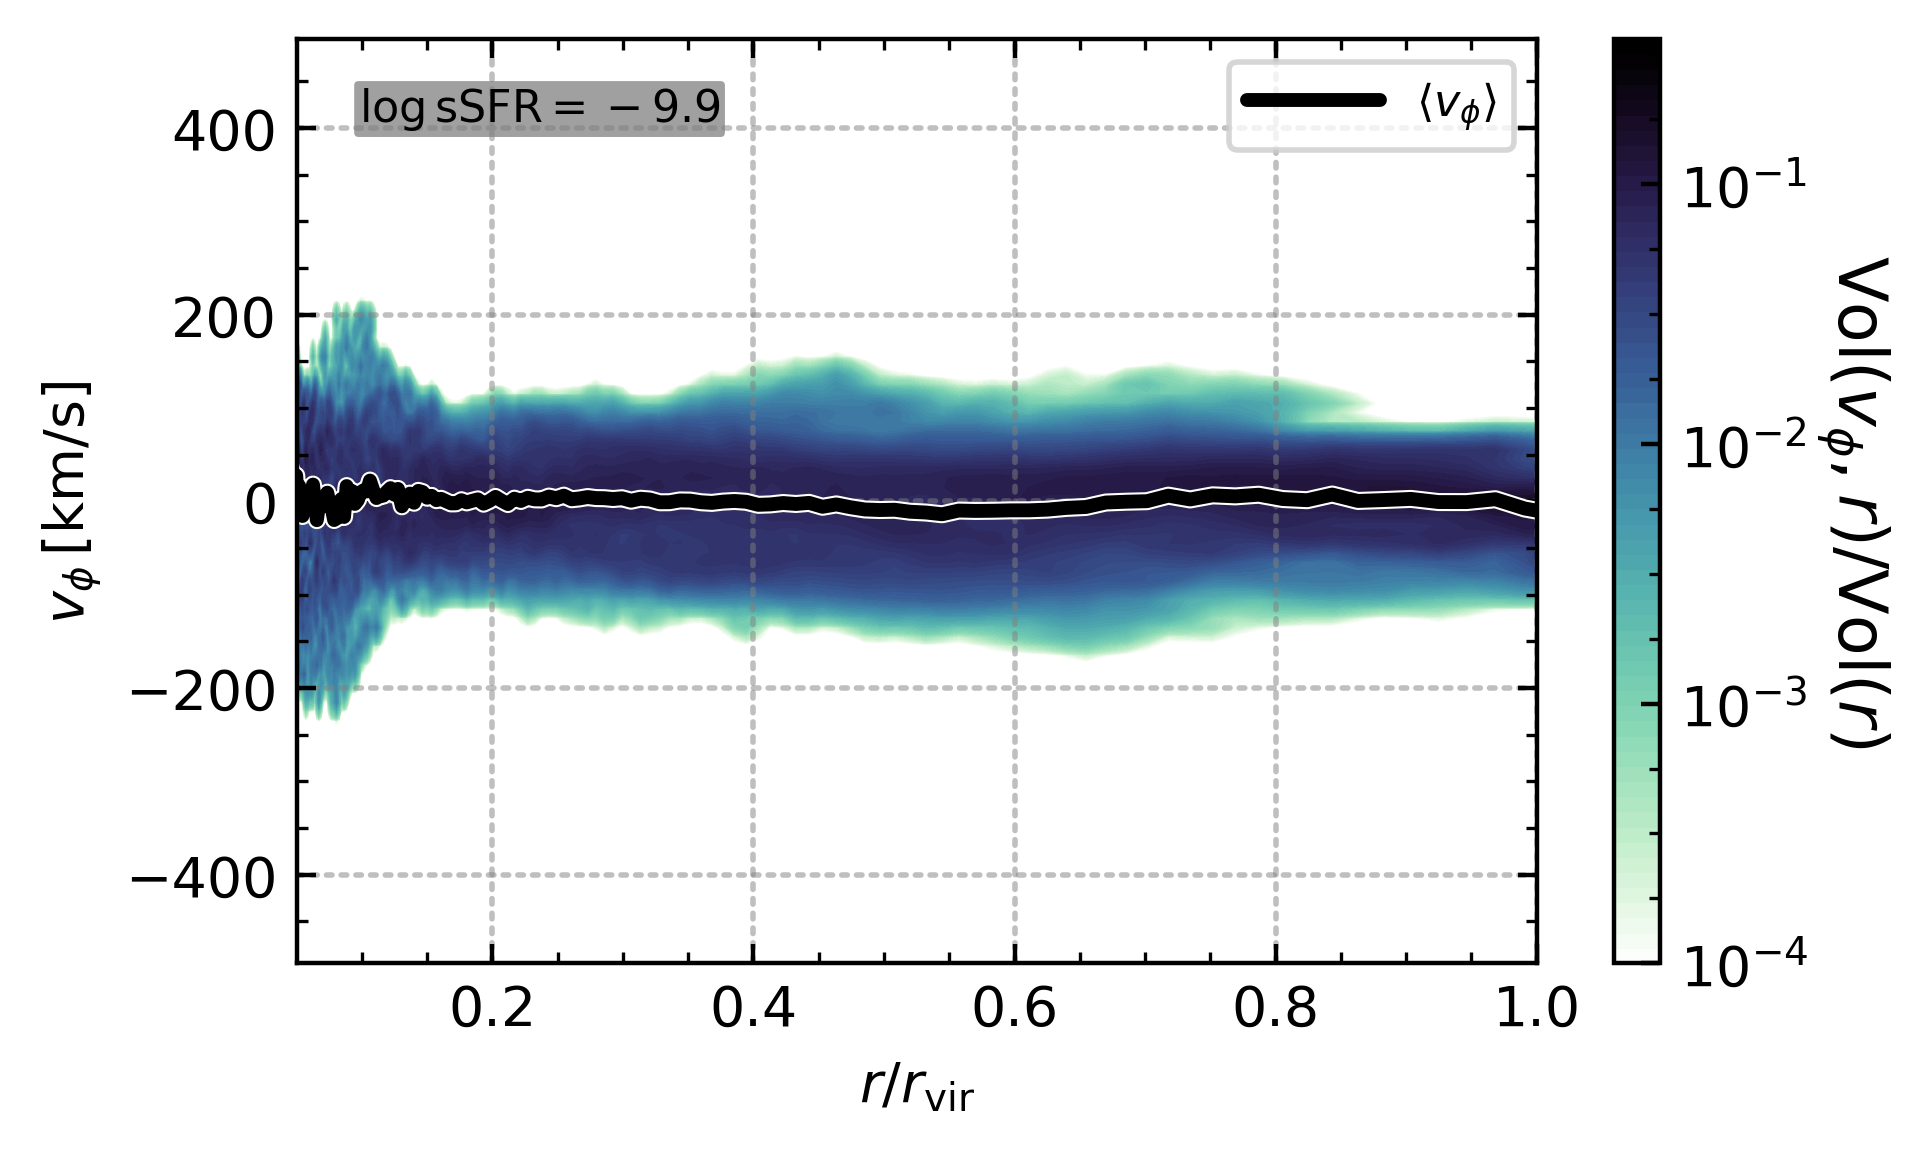 log sSFR = −9.9
⟨v_ϕ⟩
400
200
0
−200
−400
v_ϕ [km/s]
0.2 0.4 0.6 0.8 1.0
r/r_vir
10^−1
10^−2
10^−3
10^−4
Vol(v_ϕ, r)/Vol(r)